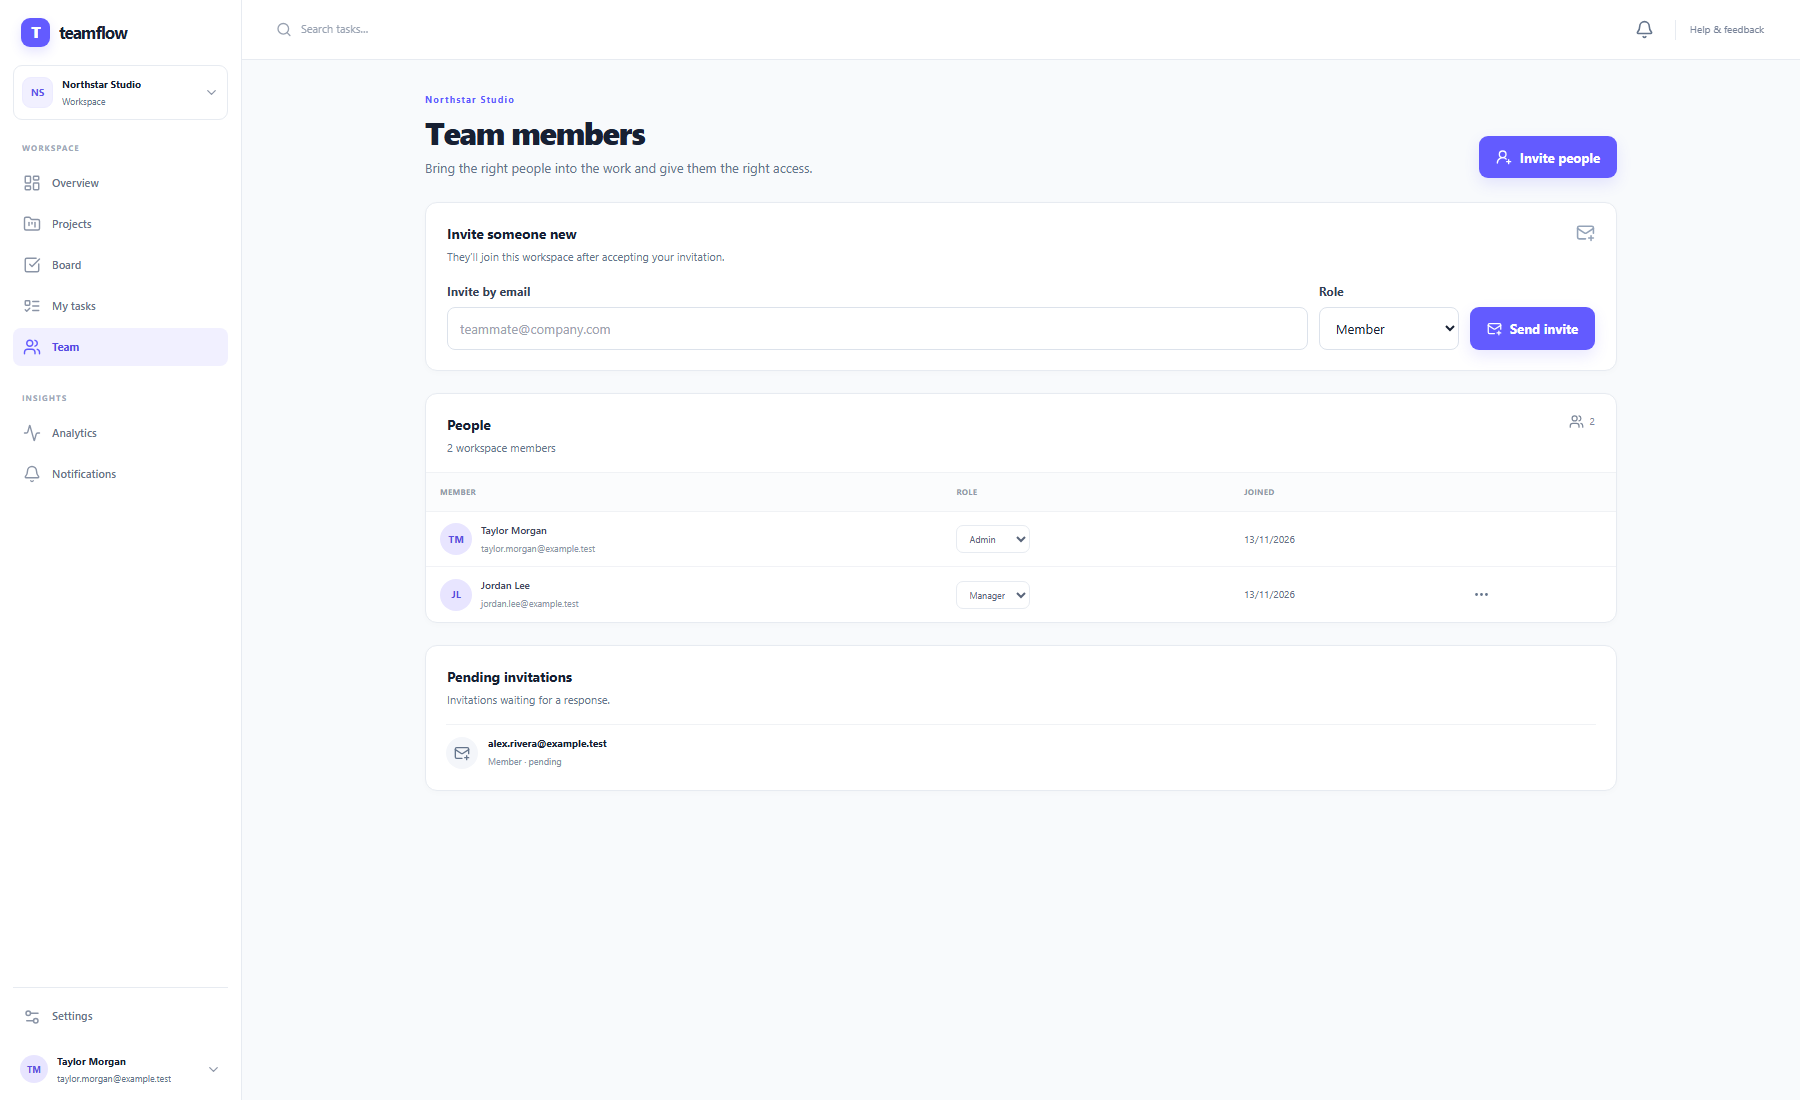 T teamflow
NS Northstar Studio
Workspace
WORKSPACE
Overview
Projects
Board
My tasks
Team
INSIGHTS
Analytics
Notifications
Settings
TM Taylor Morgan
taylor.morgan@example.test
Search tasks...
Help & feedback
Northstar Studio
Team members
Bring the right people into the work and give them the right access.
Invite people
Invite someone new
They'll join this workspace after accepting your invitation.
Invite by email
Role
teammate@company.com
Member
Send invite
People
2
2 workspace members
MEMBER ROLE JOINED
TM Taylor Morgan
taylor.morgan@example.test
Admin
13/11/2026
JL Jordan Lee
jordan.lee@example.test
Manager
13/11/2026
Pending invitations
Invitations waiting for a response.
alex.rivera@example.test
Member · pending